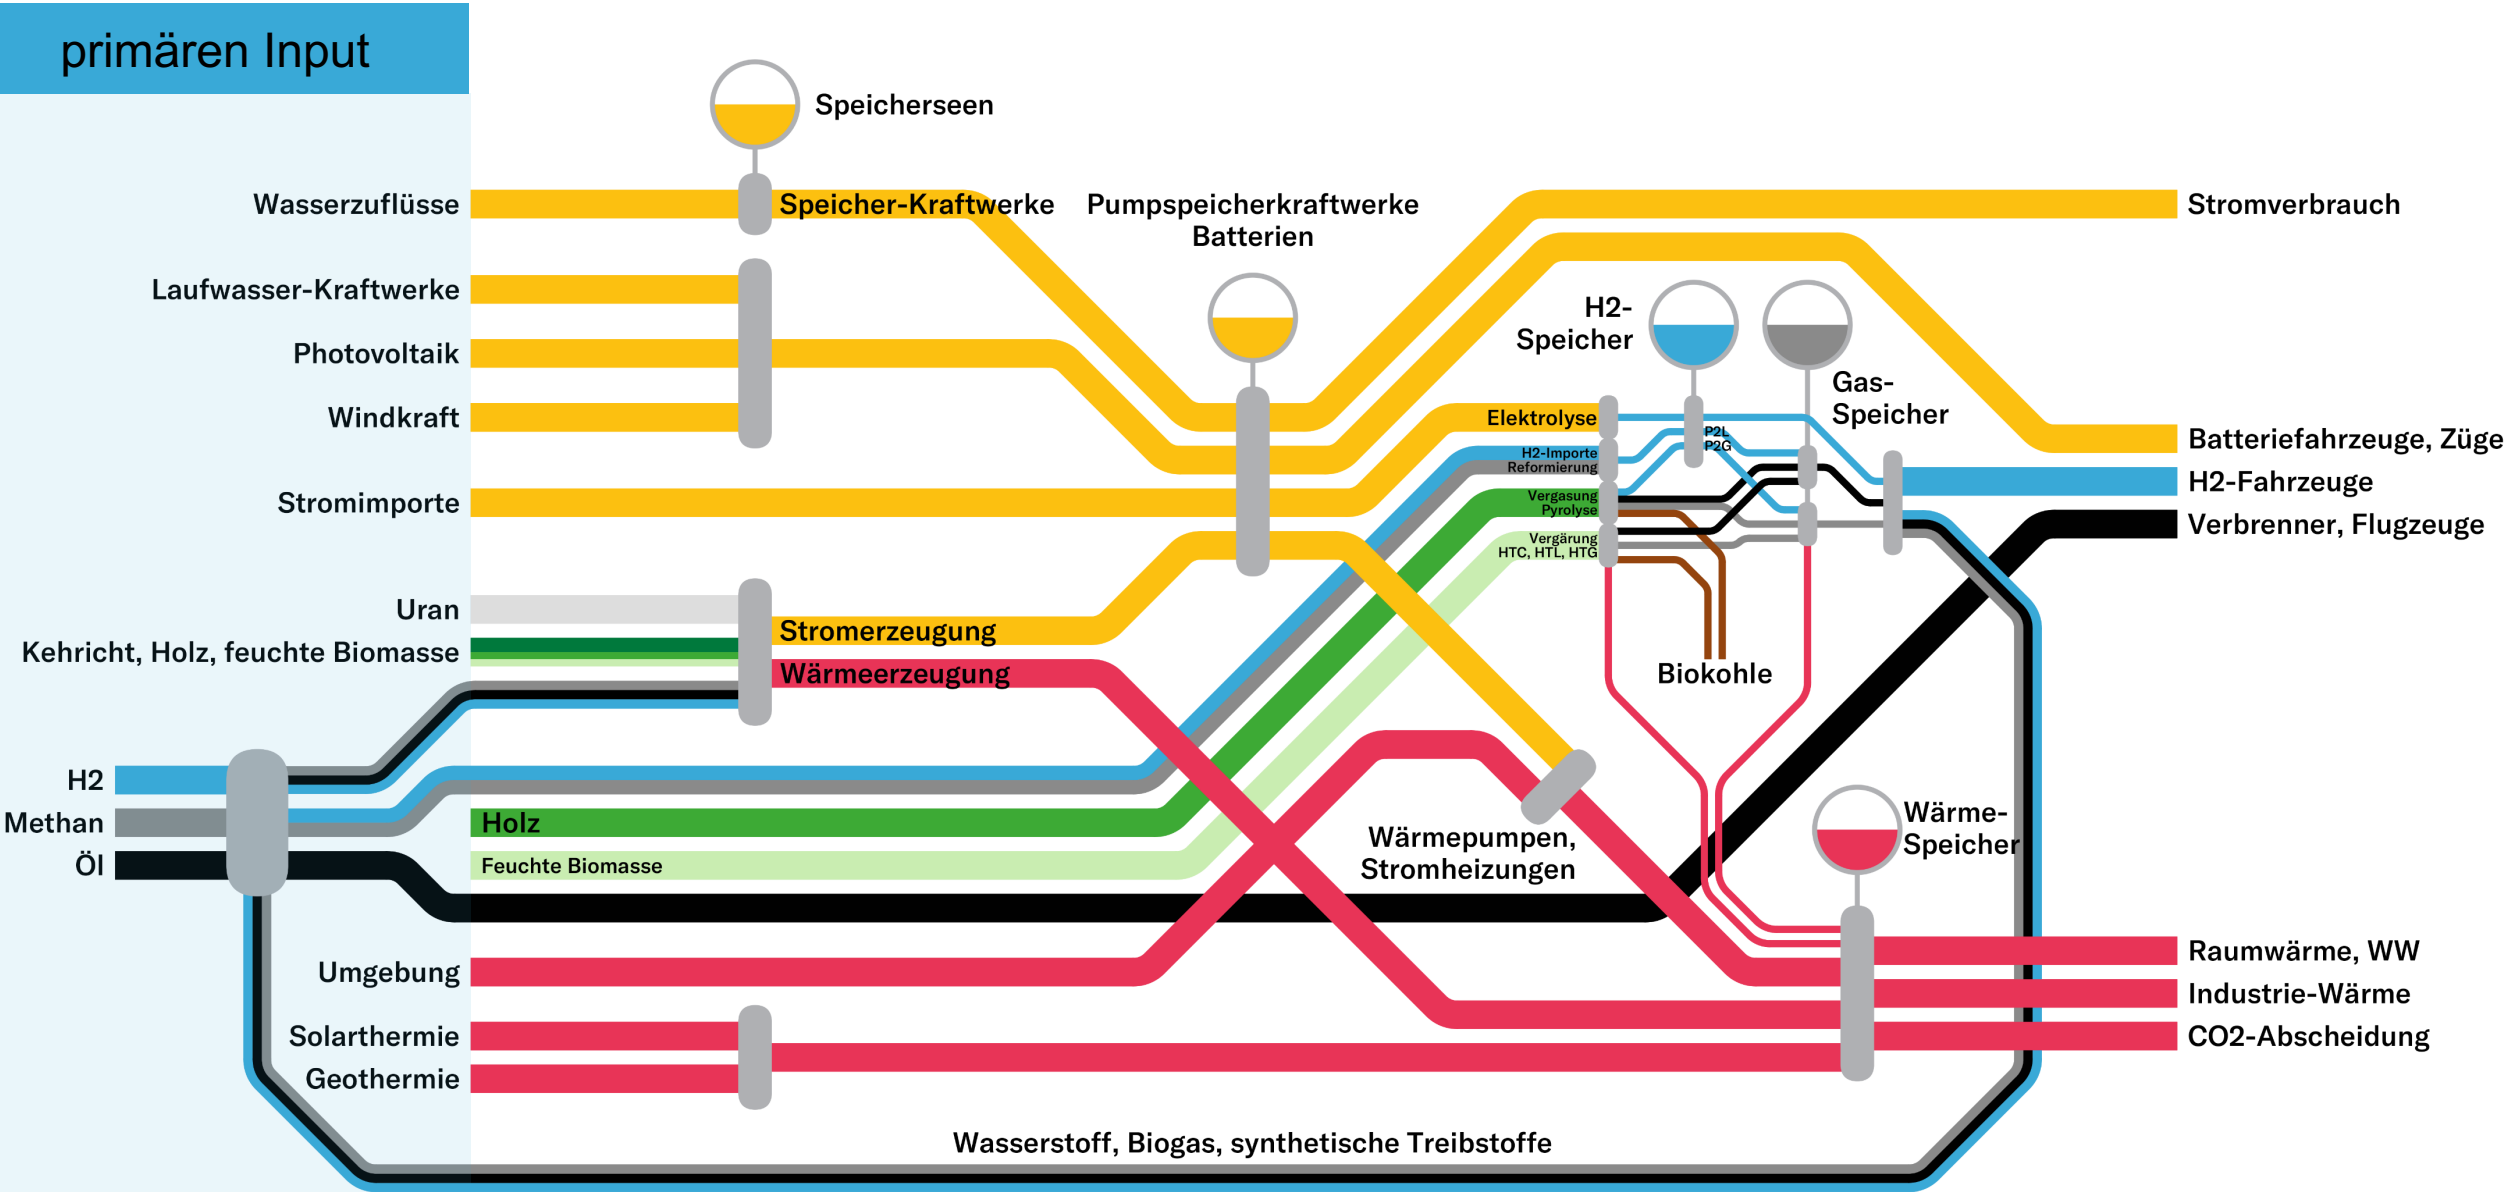 primären Input
Speicherseen
Wasserzuflüsse
Speicher-Kraftwerke
Pumpspeicherkraftwerke
Batterien
Stromverbrauch
Laufwasser-Kraftwerke
Photovoltaik
Windkraft
Stromimporte
H2-
Speicher
Gas-
Speicher
Elektrolyse
H2-Importe
Reformierung
P2L
P2G
Vergasung
Pyrolyse
Vergärung
HTC, HTL, HTG
Batteriefahrzeuge, Züge
H2-Fahrzeuge
Verbrenner, Flugzeuge
Uran
Kehricht, Holz, feuchte Biomasse
Stromerzeugung
Wärmeerzeugung
Biokohle
H2
Methan
Öl
Holz
Feuchte Biomasse
Wärmepumpen,
Stromheizungen
Wärme-
Speicher
Umgebung
Solarthermie
Geothermie
Raumwärme, WW
Industrie-Wärme
CO2-Abscheidung
Wasserstoff, Biogas, synthetische Treibstoffe